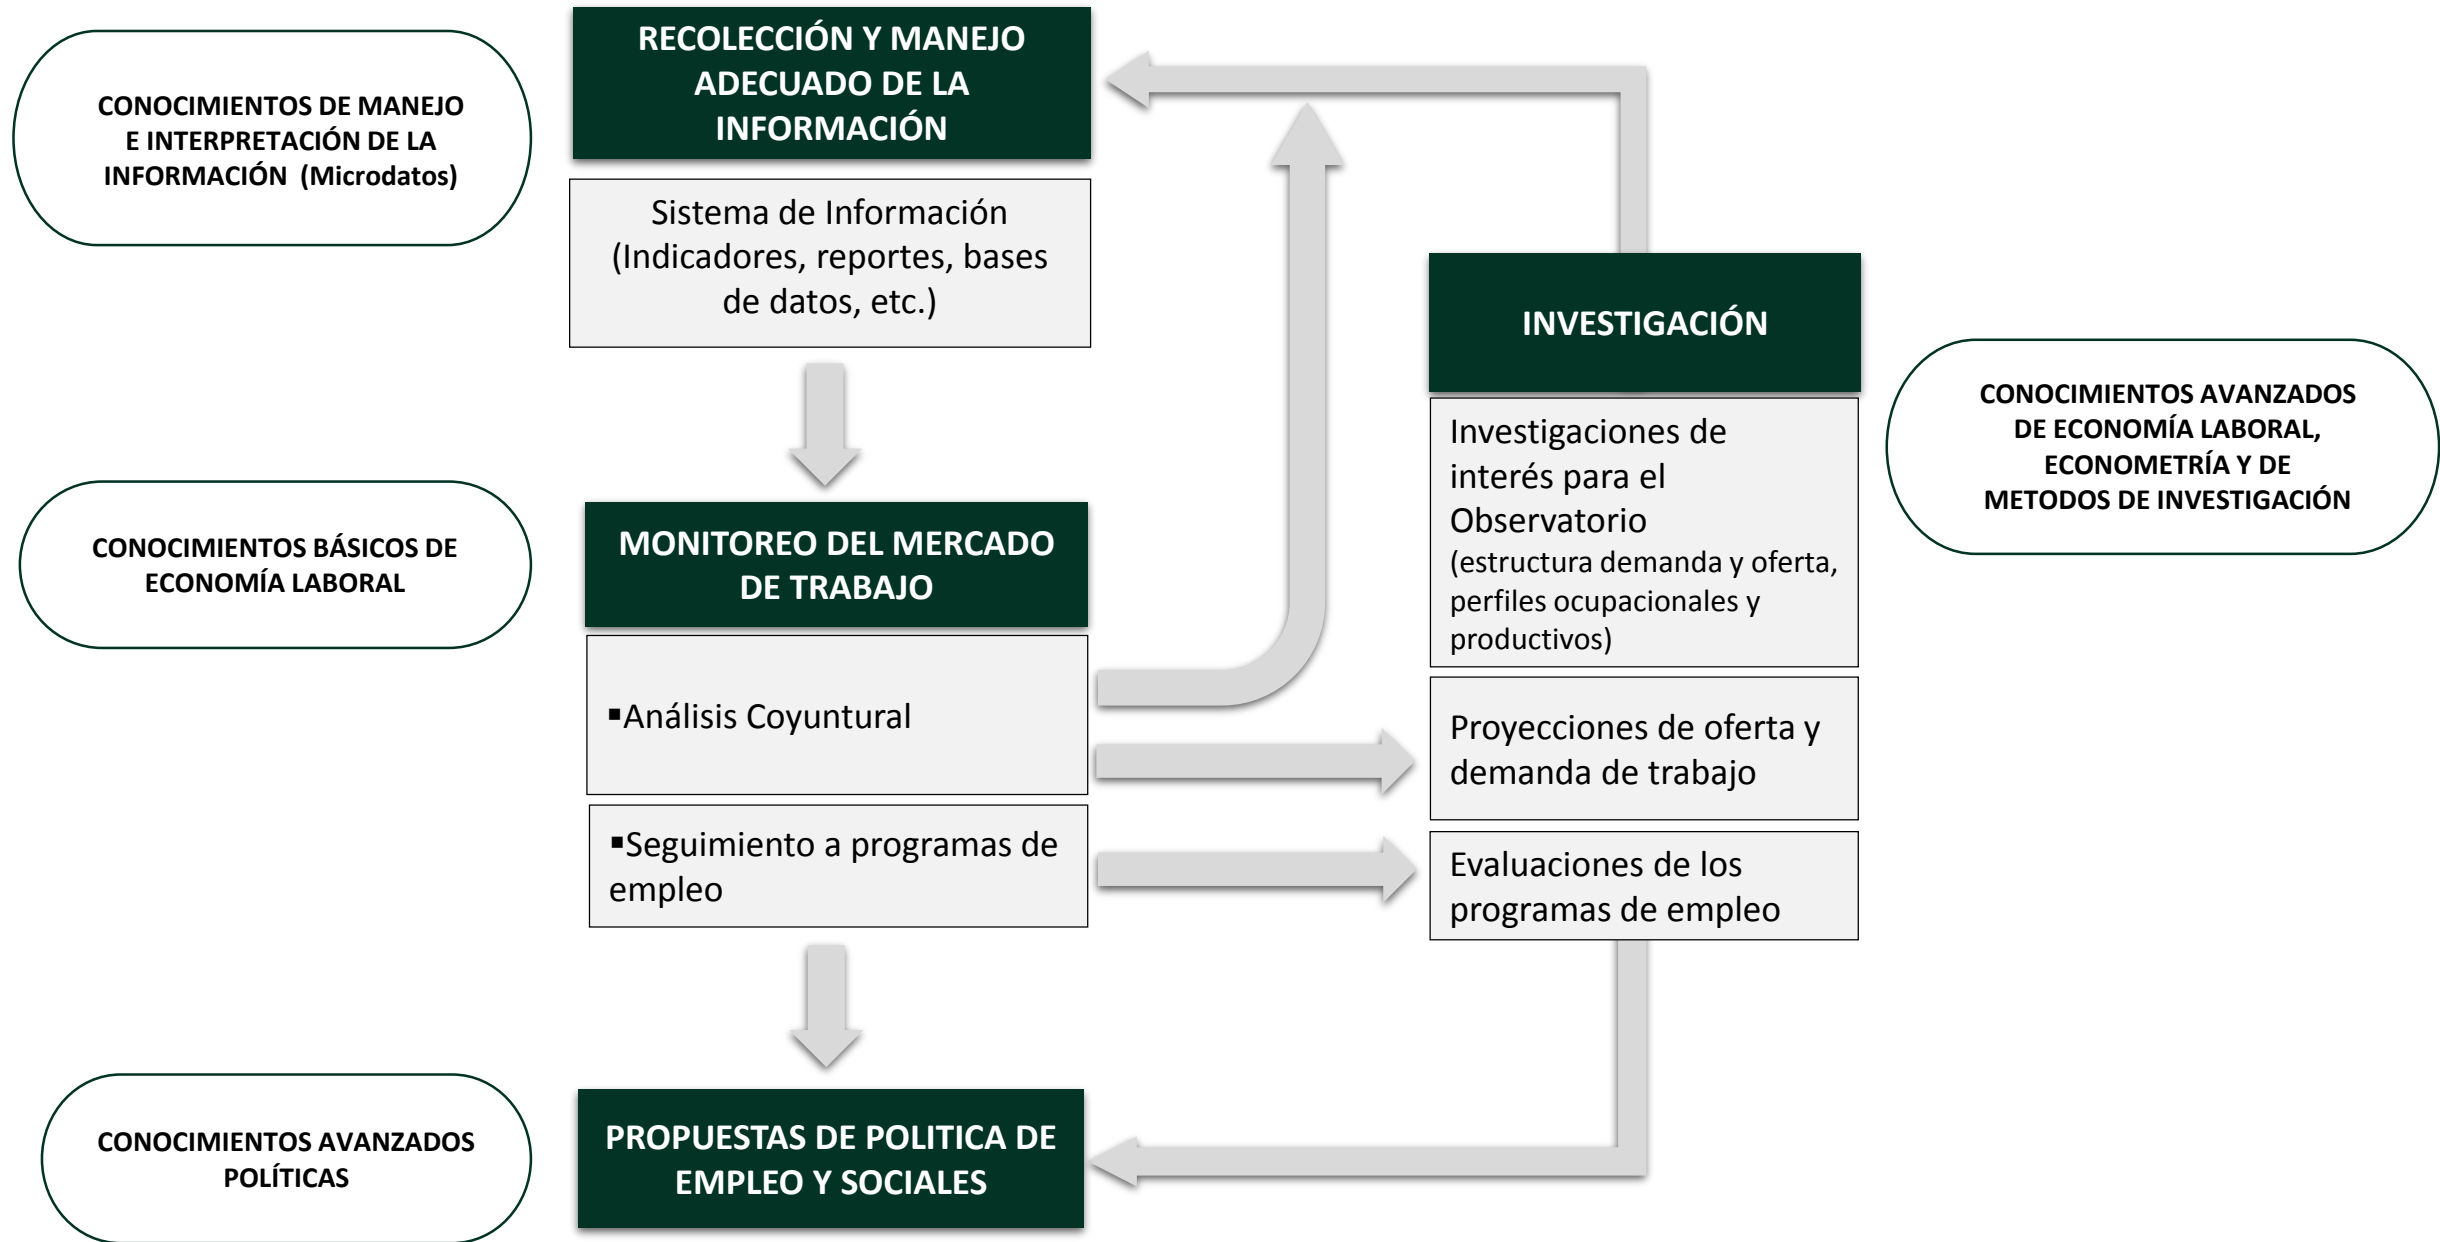 RECOLECCIÓN Y MANEJO
ADECUADO DE LA
INFORMACIÓN
CONOCIMIENTOS DE MANEJO
E INTERPRETACIÓN DE LA
INFORMACIÓN (Microdatos)
Sistema de Información
(Indicadores, reportes, bases
de datos, etc.)
INVESTIGACIÓN
CONOCIMIENTOS AVANZADOS
DE ECONOMÍA LABORAL,
ECONOMETRÍA Y DE
METODOS DE INVESTIGACIÓN
Investigaciones de
interés para el
Observatorio
(estructura demanda y oferta,
perfiles ocupacionales y
productivos)
CONOCIMIENTOS BÁSICOS DE
ECONOMÍA LABORAL
MONITOREO DEL MERCADO
DE TRABAJO
▪Análisis Coyuntural
Proyecciones de oferta y
demanda de trabajo
▪Seguimiento a programas de
empleo
Evaluaciones de los
programas de empleo
CONOCIMIENTOS AVANZADOS
POLÍTICAS
PROPUESTAS DE POLITICA DE
EMPLEO Y SOCIALES